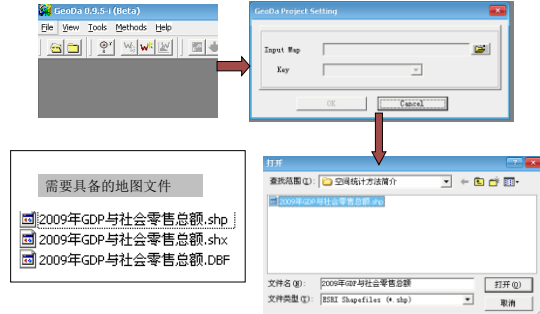 GeoDa 0.9.5-i (Beta)
File View Tools Methods Help
GeoDa Project Setting
Input Map
Key
OK Cancel
需要具备的地图文件
2009年GDP与社会零售总额.shp
2009年GDP与社会零售总额.shx
2009年GDP与社会零售总额.DBF
打开
查找范围(I): 空间统计方法简介
2009年GDP与社会零售总额.shp
文件名(N): 2009年GDP与社会零售总额 打开(O)
文件类型(T): ESRI Shapefiles (*.shp) 取消